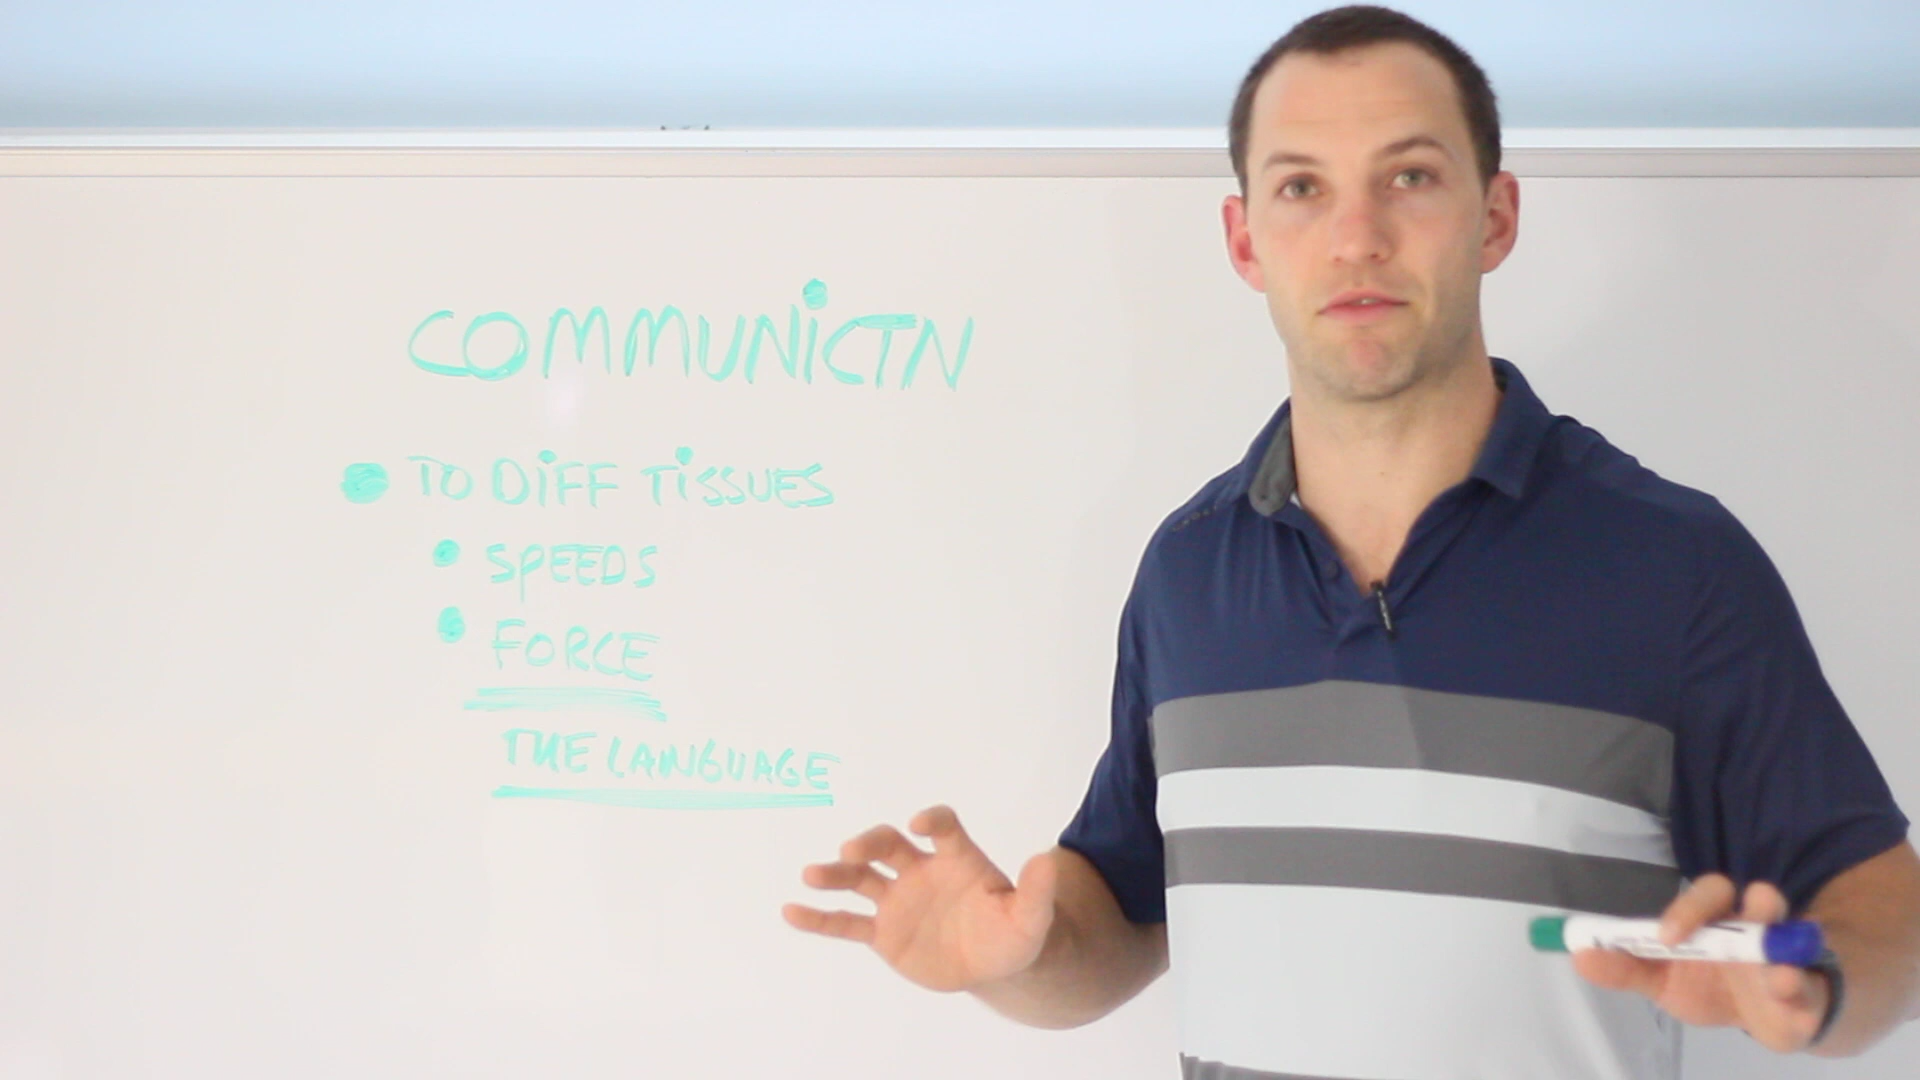 COMMUNiCTN
TO DiFF TiSSUES
SPEEDS
FORCE
THE LANGUAGE